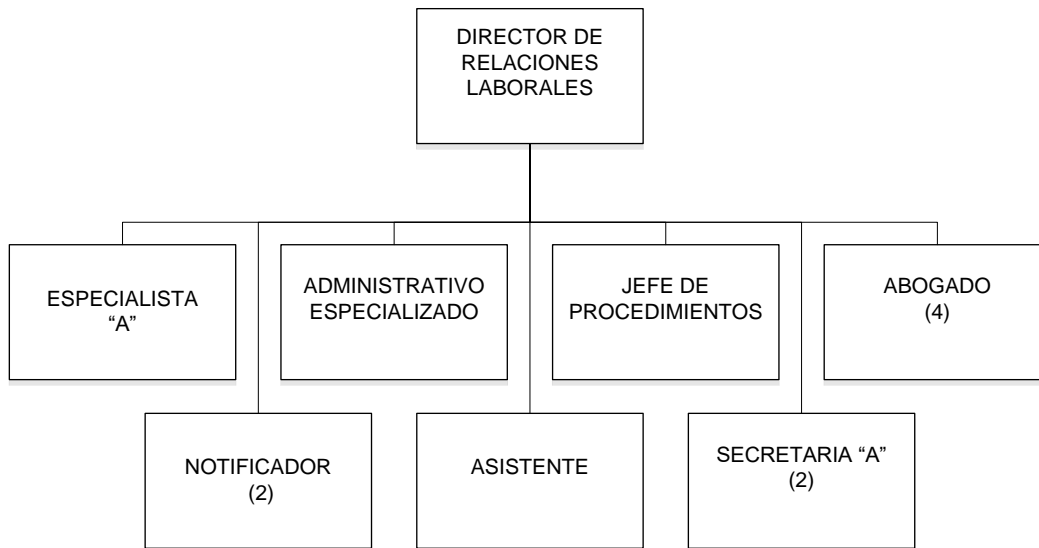 DIRECTOR DE
RELACIONES
LABORALES
ESPECIALISTA
“A”
ADMINISTRATIVO
ESPECIALIZADO
JEFE DE
PROCEDIMIENTOS
ABOGADO
(4)
NOTIFICADOR
(2)
ASISTENTE
SECRETARIA “A”
(2)